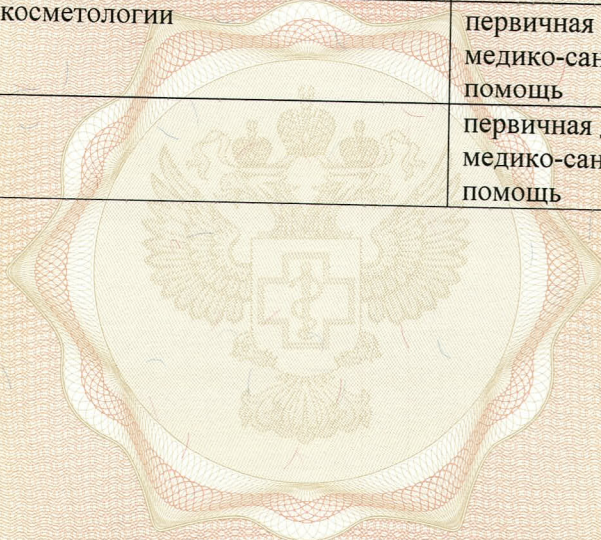 косметологии
первичная
медико-сан
помощь
первичная
медико-сан
помощь